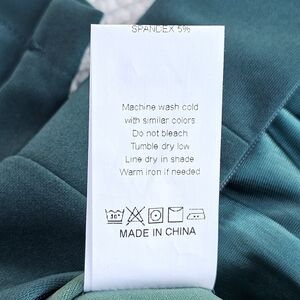 SPANDEX 5%
Machine wash cold
with similar colors
Do not bleach
Tumble dry low
Line dry in shade
Warm iron if needed
30°
MADE IN CHINA